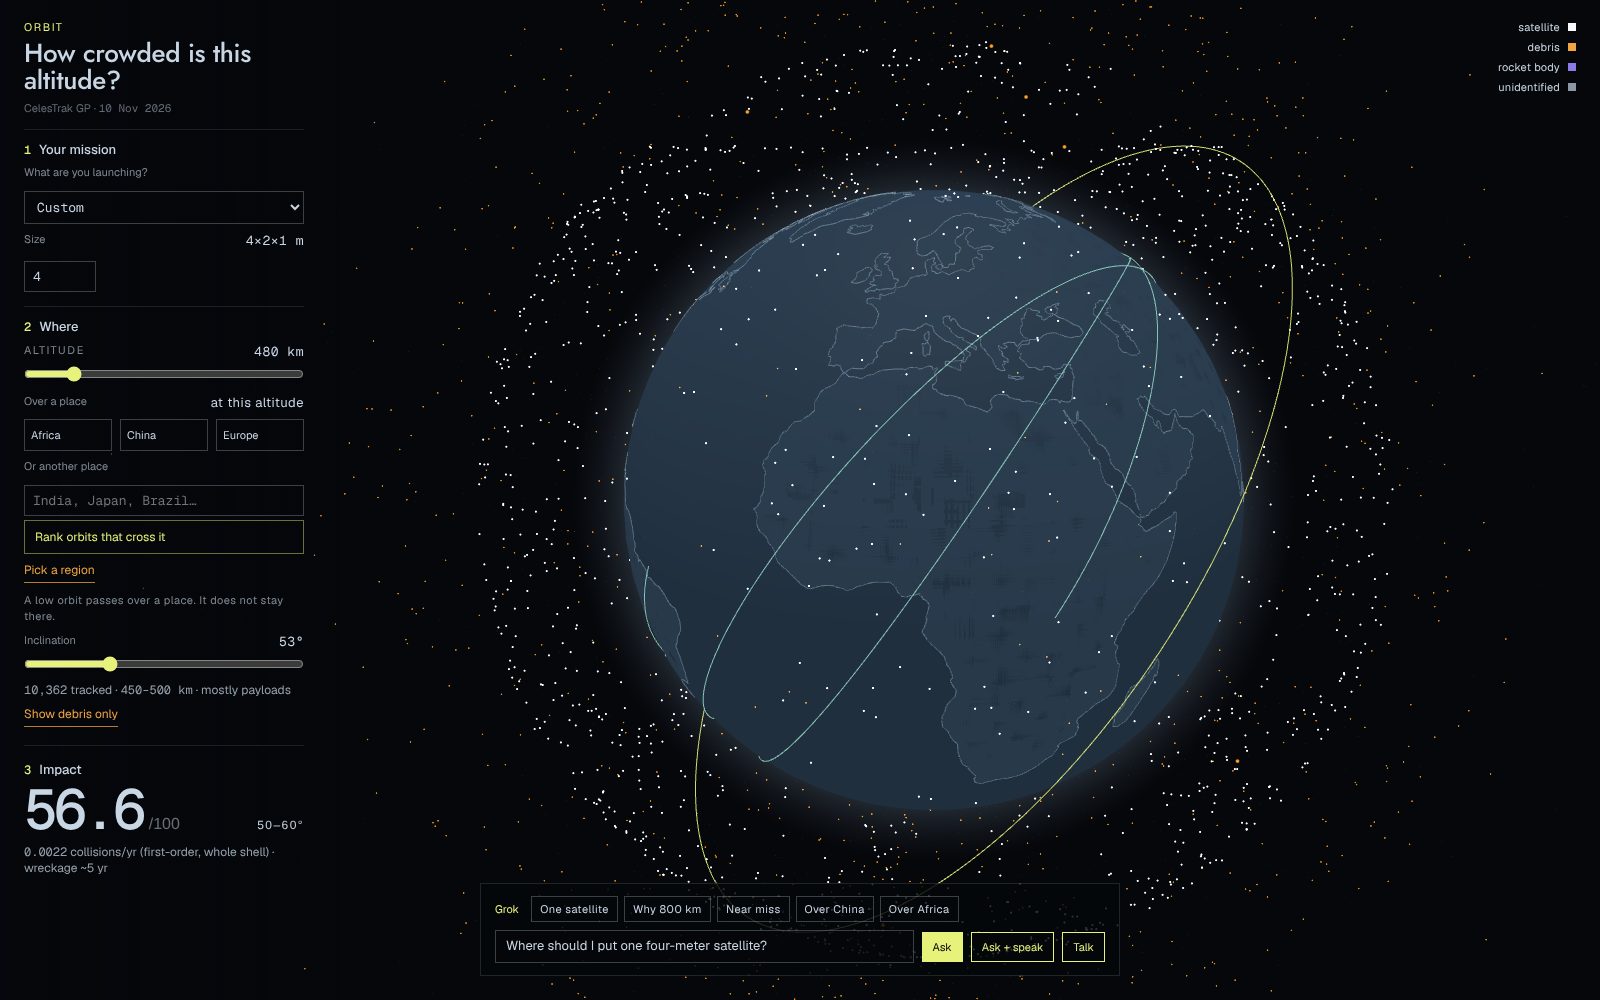 ORBIT
How crowded is this
altitude?
CelesTrak GP · 10 Nov 2026
1 Your mission
What are you launching?
Custom
Size 4×2×1 m
4
2 Where
ALTITUDE 480 km
Over a place at this altitude
Africa China Europe
Or another place
India, Japan, Brazil…
Rank orbits that cross it
Pick a region
A low orbit passes over a place. It does not stay
there.
Inclination 53°
10,362 tracked · 450–500 km · mostly payloads
Show debris only
3 Impact
56.6/100 50–60°
0.0022 collisions/yr (first-order, whole shell) ·
wreckage ~5 yr
satellite
debris
rocket body
unidentified
Grok One satellite Why 800 km Near miss Over China Over Africa
Where should I put one four-meter satellite? Ask Ask + speak Talk